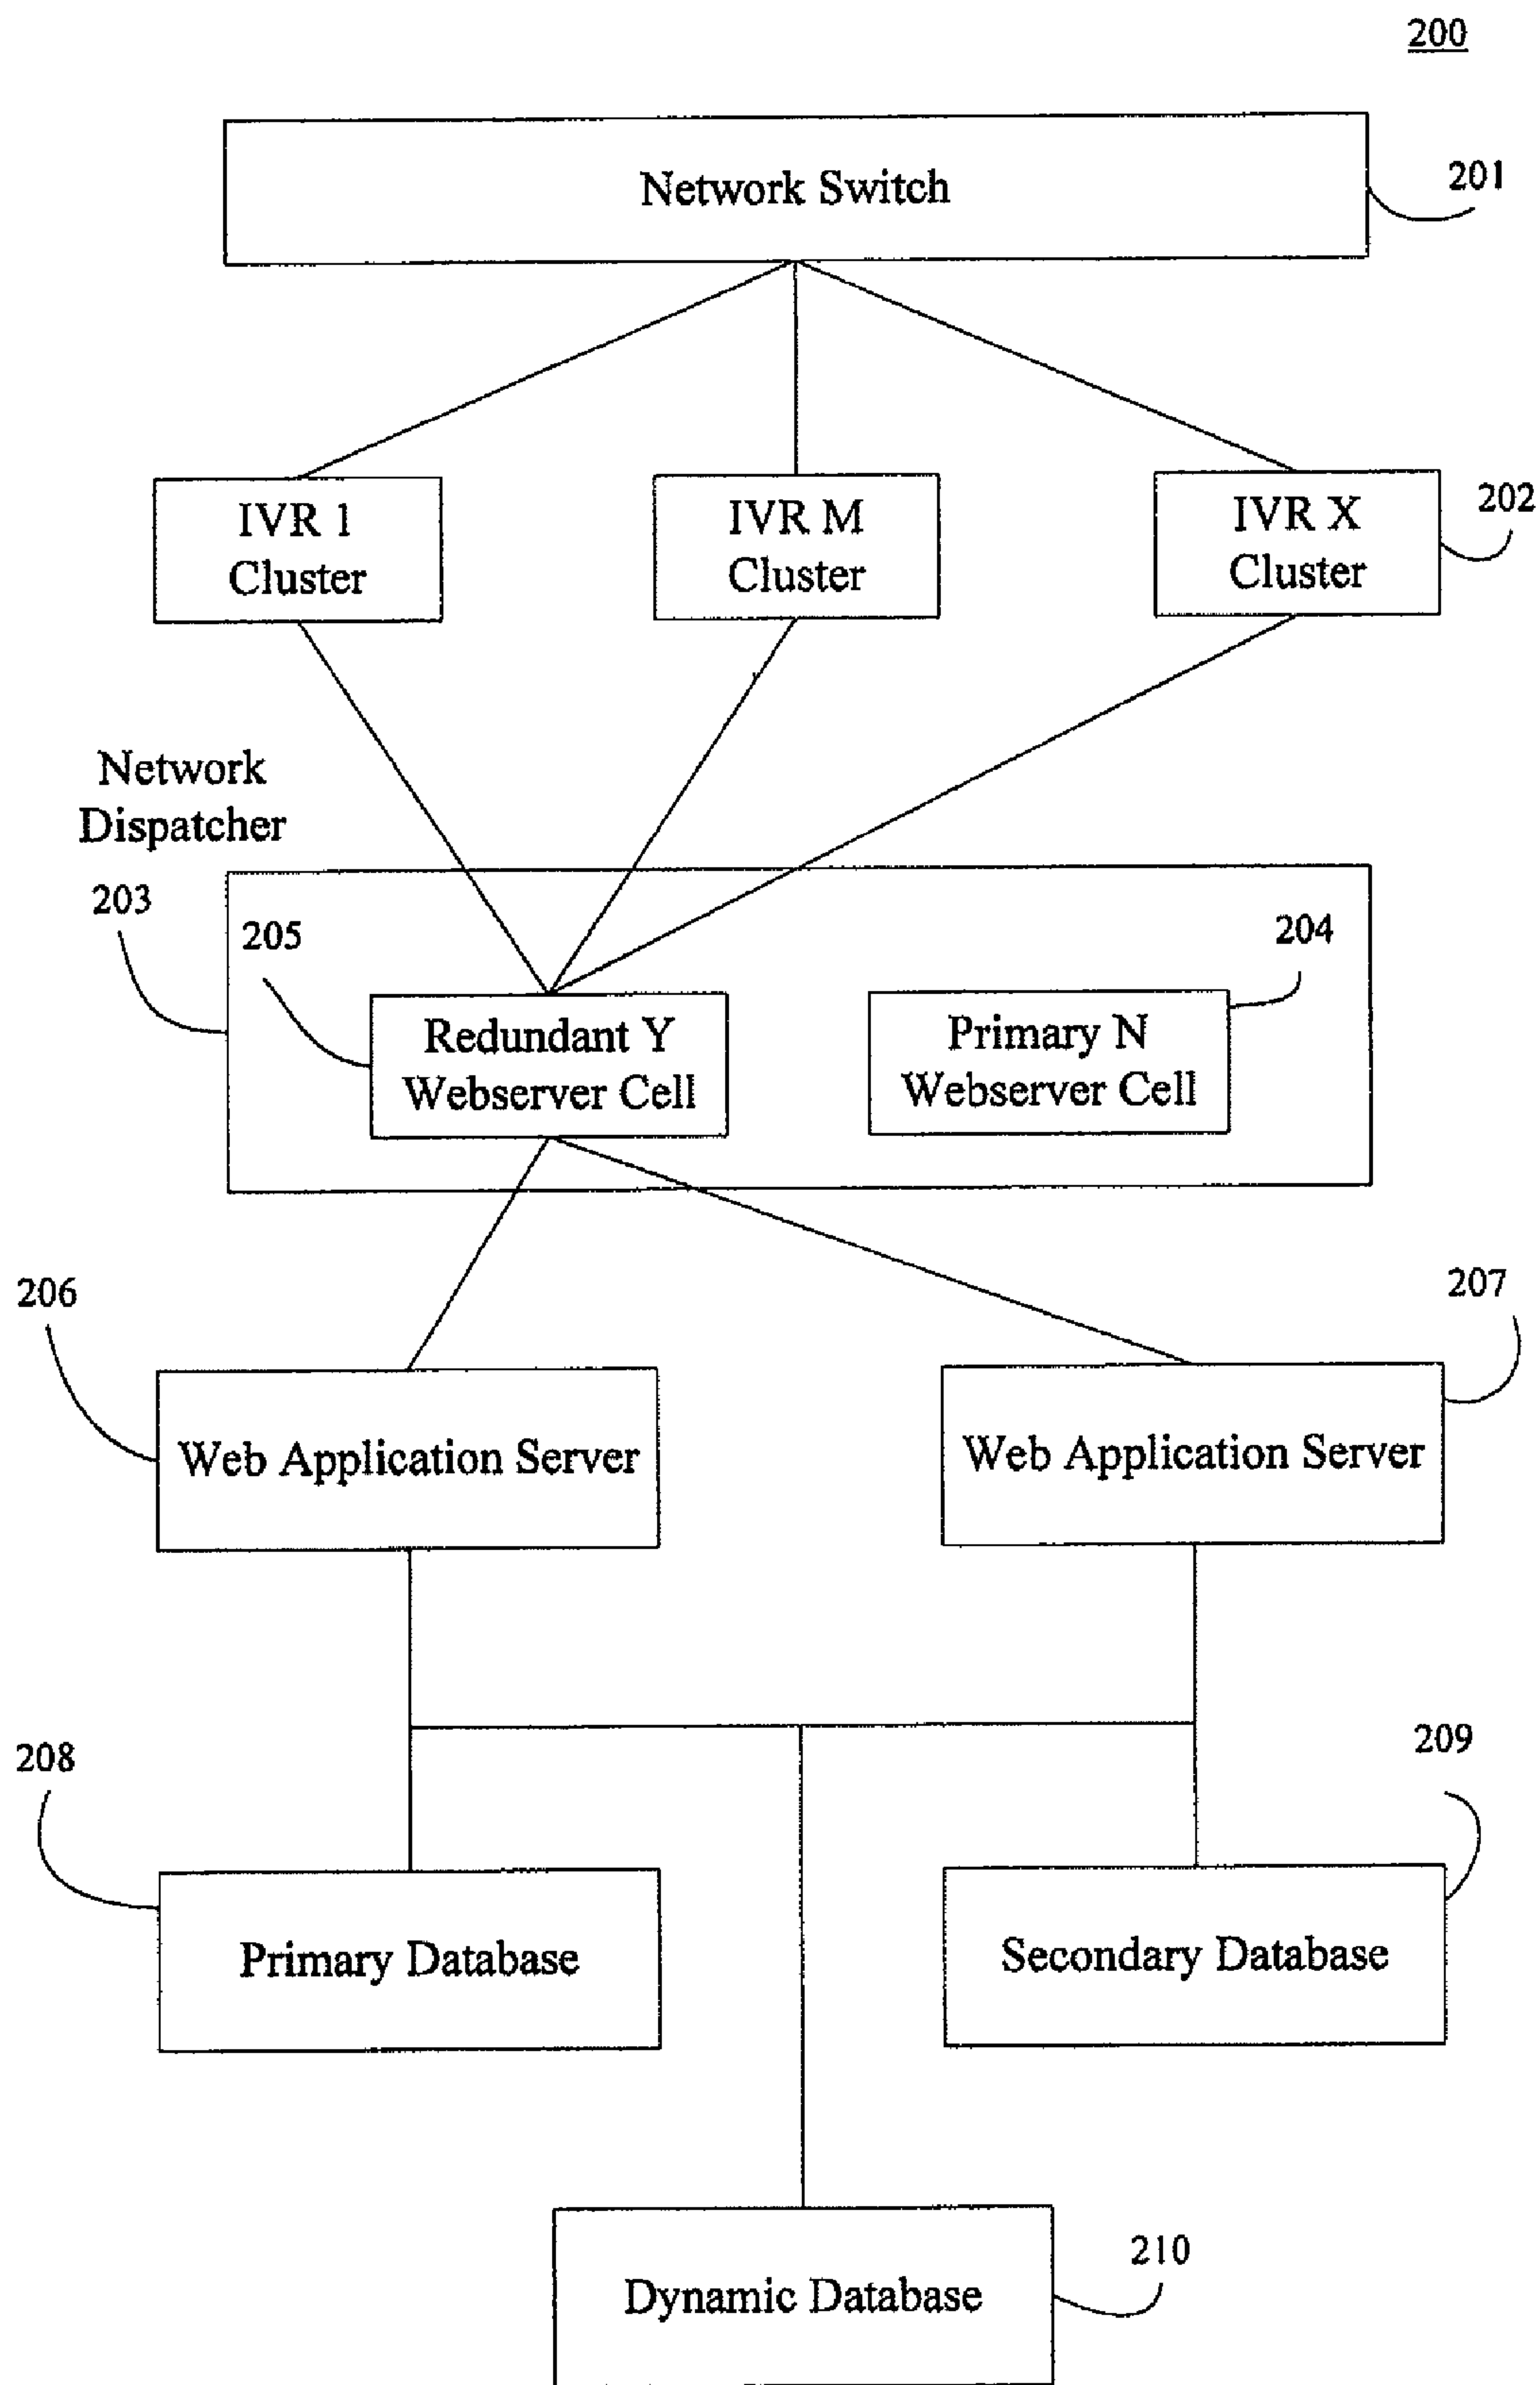 200
Network Switch
201
IVR 1
Cluster
IVR M
Cluster
IVR X
Cluster
202
Network
Dispatcher
203
205
204
Redundant Y
Webserver Cell
Primary N
Webserver Cell
206
207
Web Application Server
Web Application Server
208
209
Primary Database
Secondary Database
210
Dynamic Database